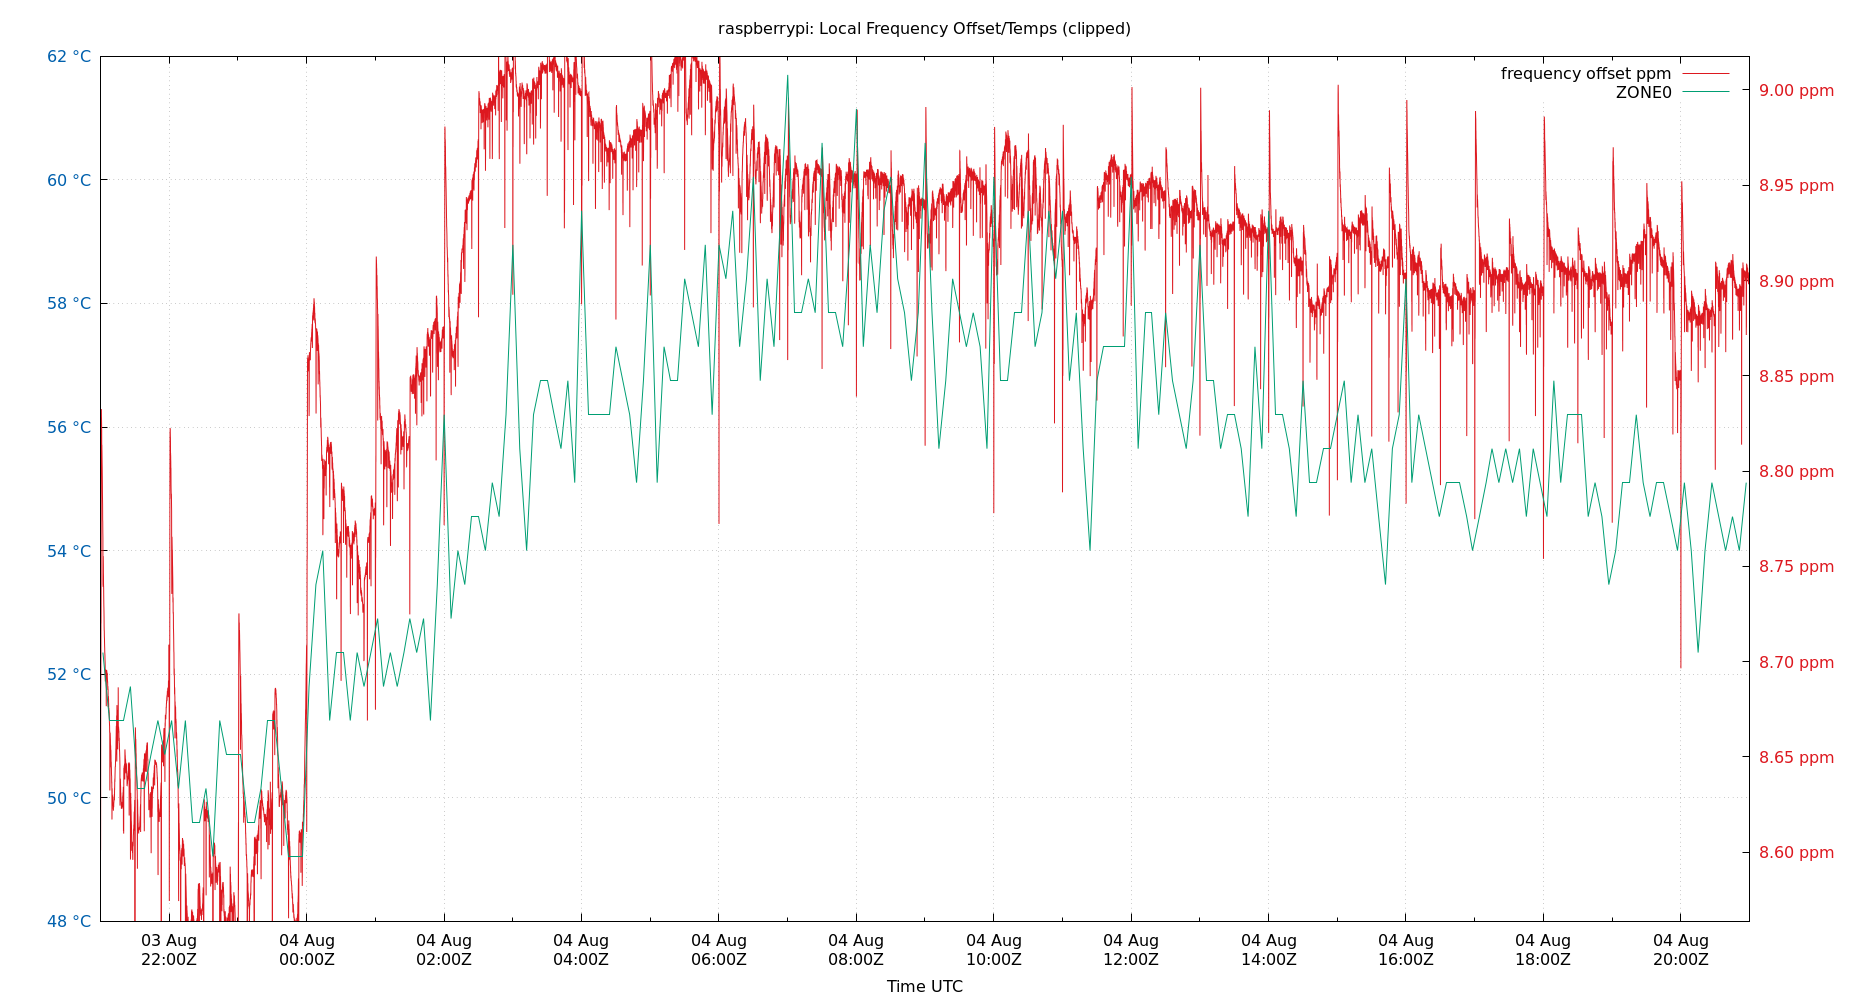 raspberrypi: Local Frequency Offset/Temps (clipped)
frequency offset ppm
ZONE0
62 °C
60 °C
58 °C
56 °C
54 °C
52 °C
50 °C
48 °C
9.00 ppm
8.95 ppm
8.90 ppm
8.85 ppm
8.80 ppm
8.75 ppm
8.70 ppm
8.65 ppm
8.60 ppm
03 Aug 04 Aug 04 Aug 04 Aug 04 Aug 04 Aug 04 Aug 04 Aug 04 Aug 04 Aug 04 Aug 04 Aug
22:00Z 00:00Z 02:00Z 04:00Z 06:00Z 08:00Z 10:00Z 12:00Z 14:00Z 16:00Z 18:00Z 20:00Z
Time UTC